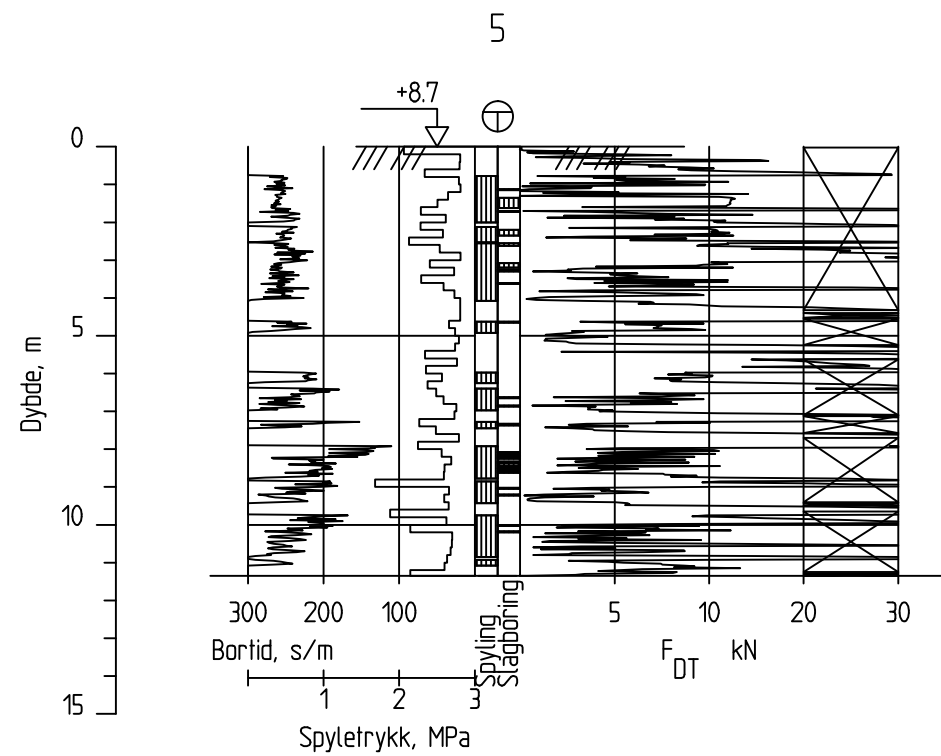 5
+8.7
0
5
10
15
Dybde, m
300 200 100
Bortid, s/m
Spyling
Slagboring
5 10 20 30
FDT kN
1 2 3
Spyletrykk, MPa